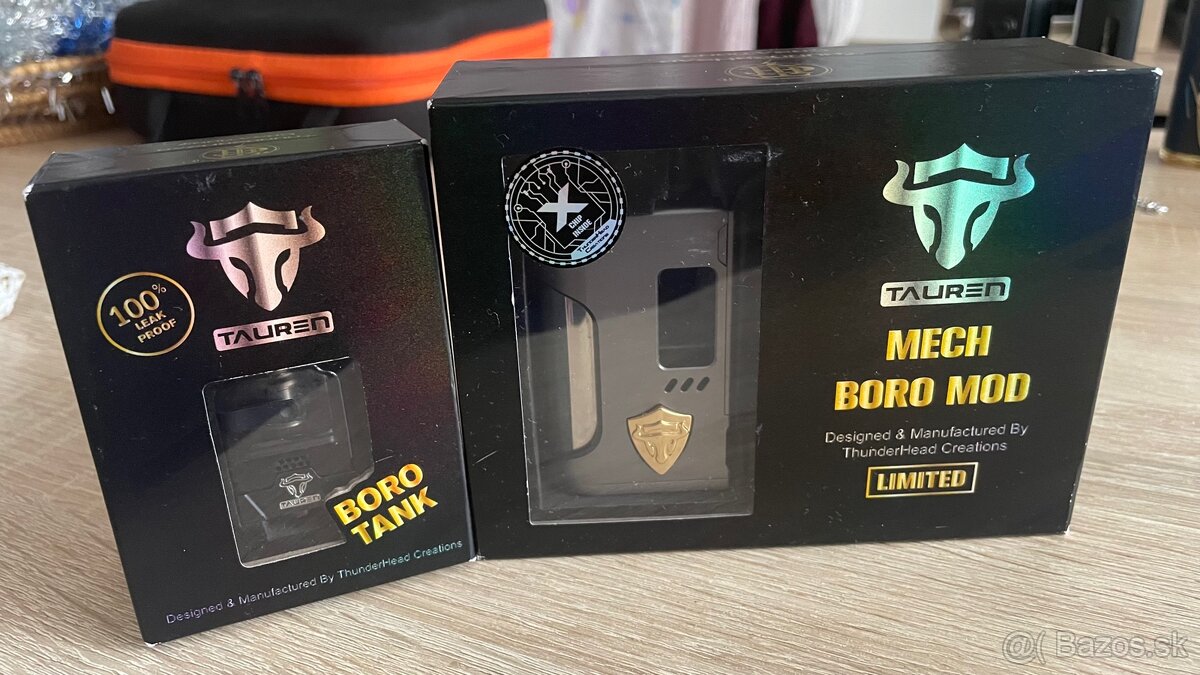 100%
LEAK
PROOF
TAUREN
TAUREN
BORO
TANK
Designed & Manufactured By ThunderHead Creations
X
CHIP
INSIDE
TAUREN
MECH
BORO MOD
Designed & Manufactured By
ThunderHead Creations
LIMITED
@( Bazos.sk